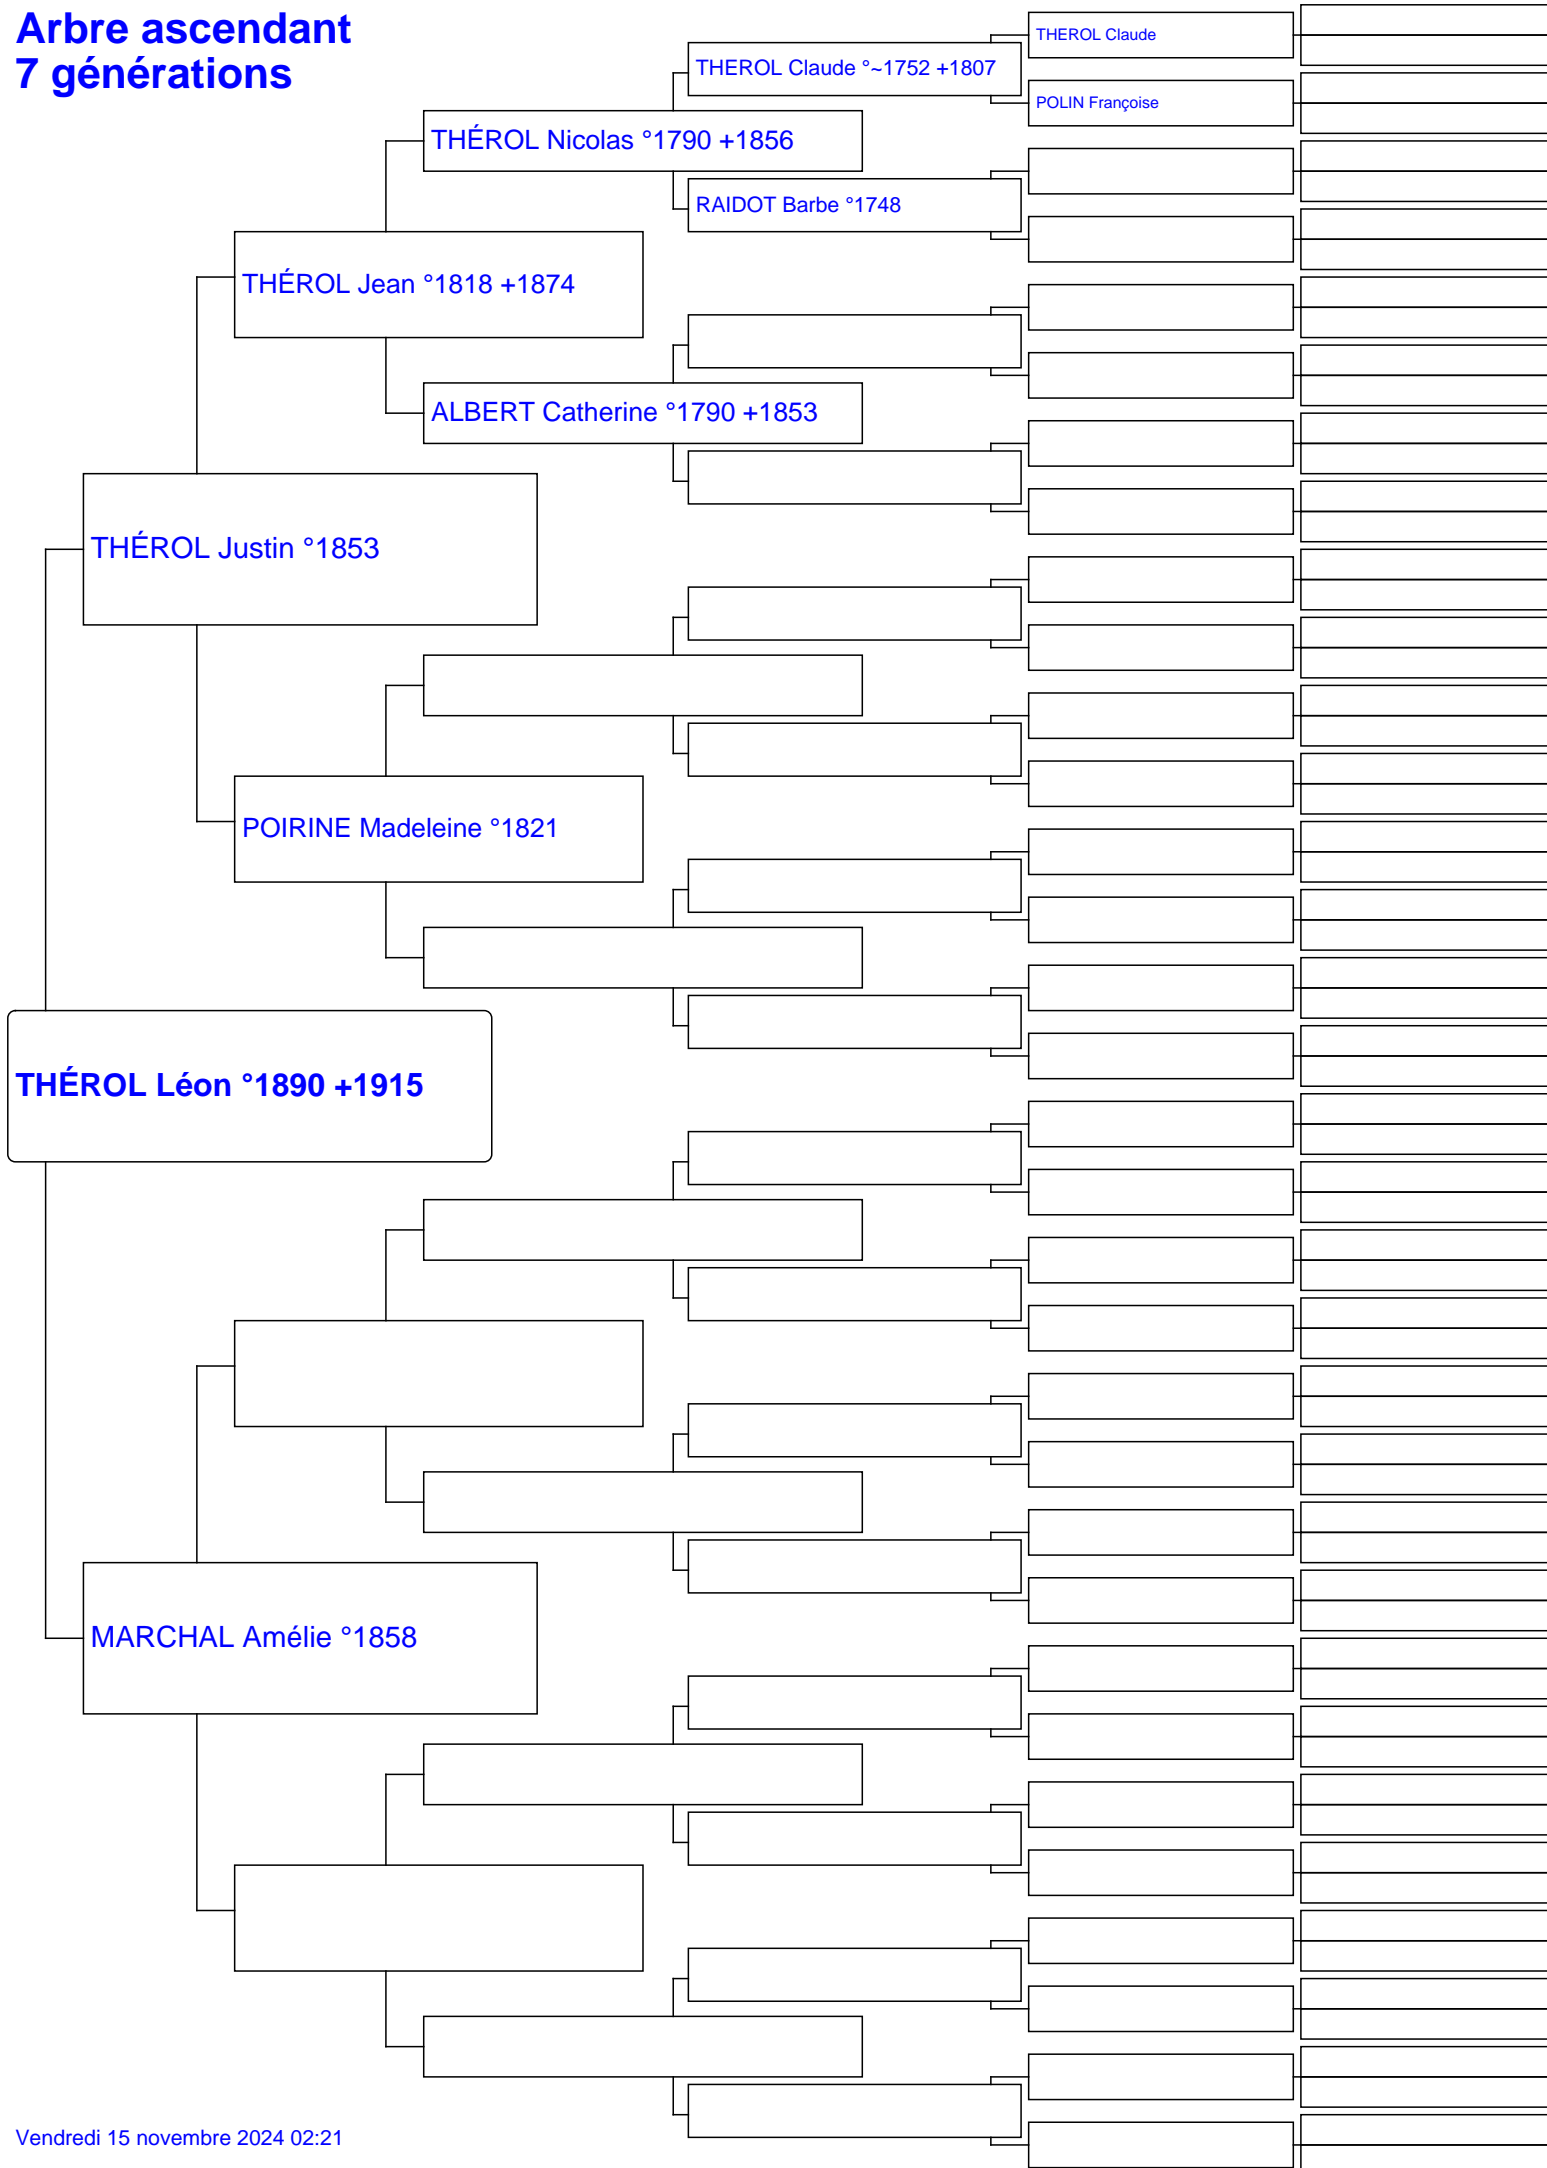 Arbre ascendant
7 générations
THEROL Claude
THEROL Claude °~1752 +1807
POLIN Françoise
THÉROL Nicolas °1790 +1856
RAIDOT Barbe °1748
THÉROL Jean °1818 +1874
ALBERT Catherine °1790 +1853
THÉROL Justin °1853
POIRINE Madeleine °1821
THÉROL Léon °1890 +1915
MARCHAL Amélie °1858
Vendredi 15 novembre 2024 02:21